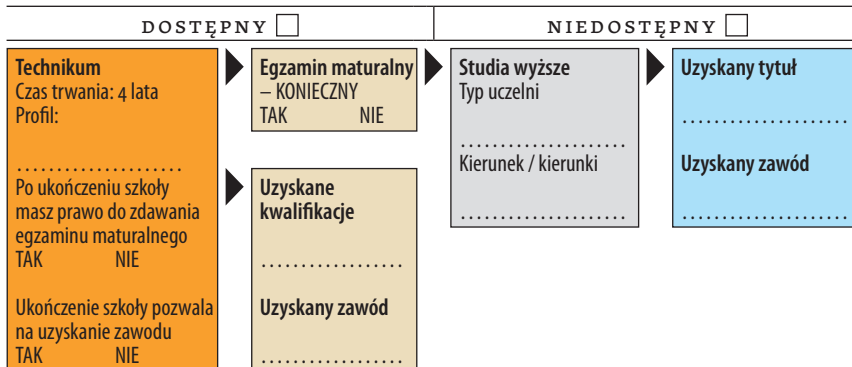 DOSTĘPNY
NIEDOSTĘPNY
Technikum
Czas trwania: 4 lata
Profil:
....................
Po ukończeniu szkoły
masz prawo do zdawania
egzaminu maturalnego
TAK NIE
Ukończenie szkoły pozwala
na uzyskanie zawodu
TAK NIE
Egzamin maturalny
– KONIECZNY
TAK NIE
Uzyskane
kwalifikacje
.................
Uzyskany zawód
.................
Studia wyższe
Typ uczelni
....................
Kierunek / kierunki
....................
Uzyskany tytuł
....................
Uzyskany zawód
....................